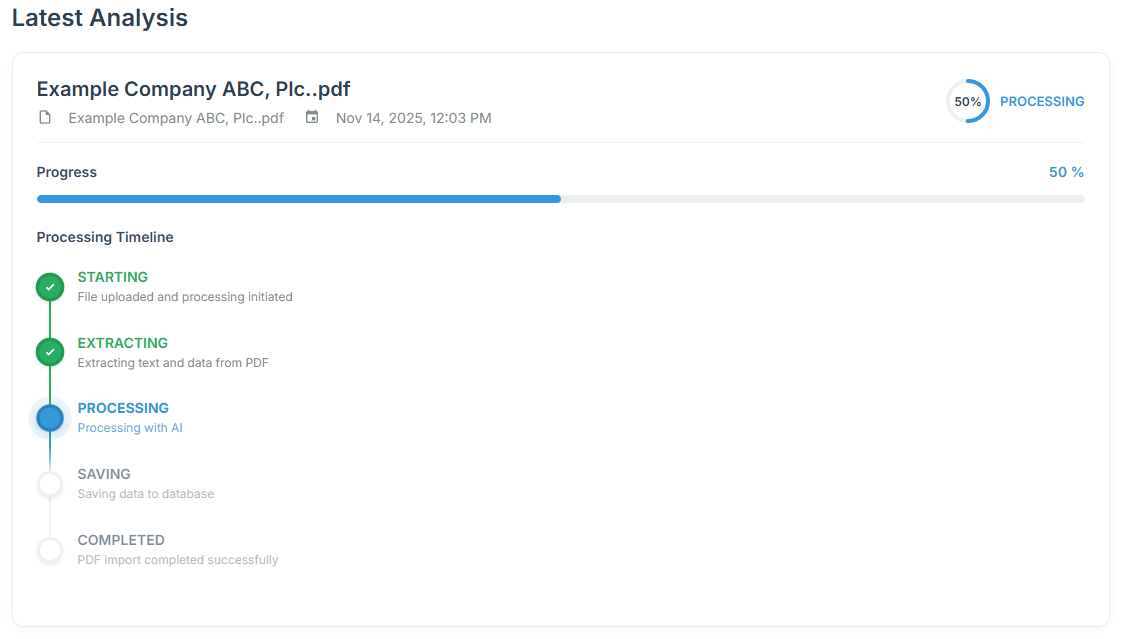 Latest Analysis
Example Company ABC, Plc..pdf
Example Company ABC, Plc..pdf Nov 14, 2025, 12:03 PM
50% PROCESSING
Progress 50 %
Processing Timeline
STARTING
File uploaded and processing initiated
EXTRACTING
Extracting text and data from PDF
PROCESSING
Processing with AI
SAVING
Saving data to database
COMPLETED
PDF import completed successfully